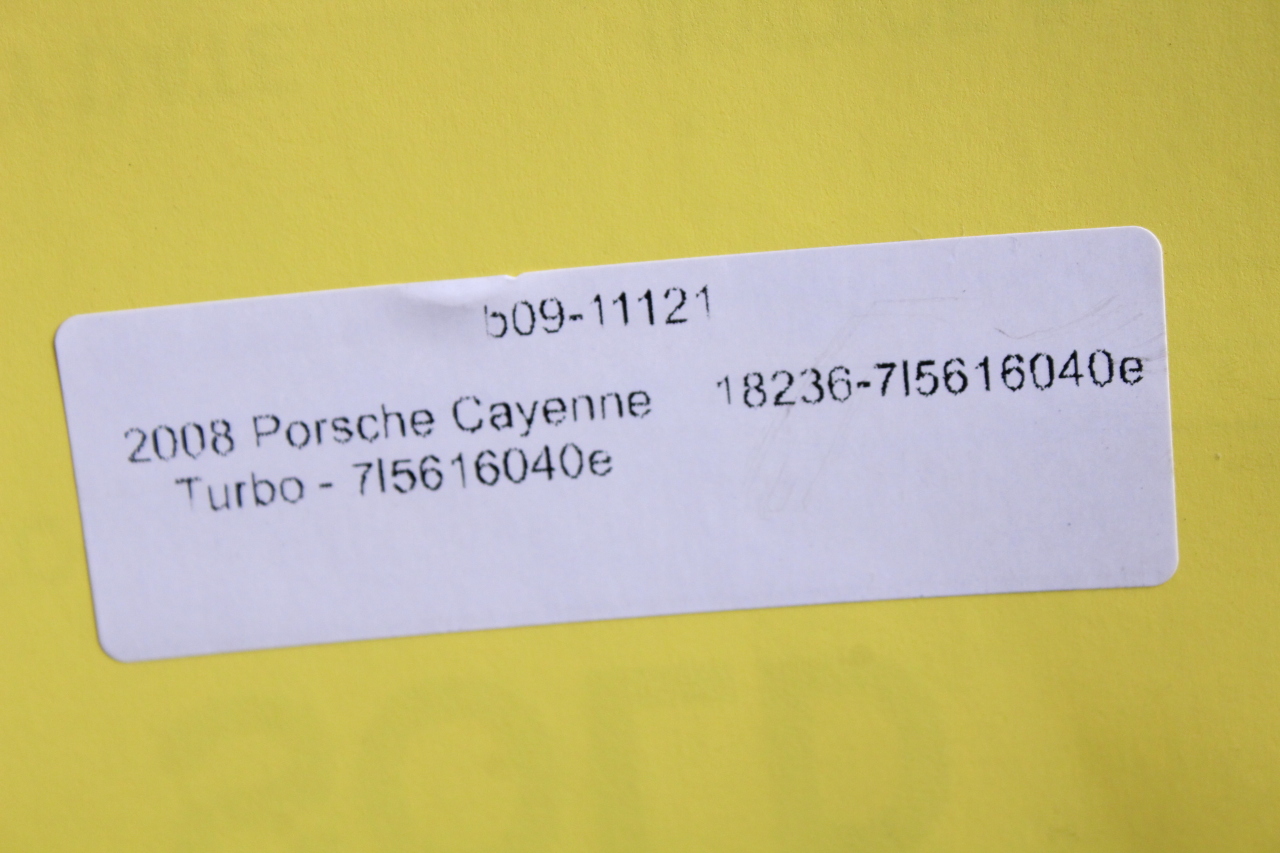 b09-11121
2008 Porsche Cayenne
Turbo - 7l5616040e
18236-7l5616040e